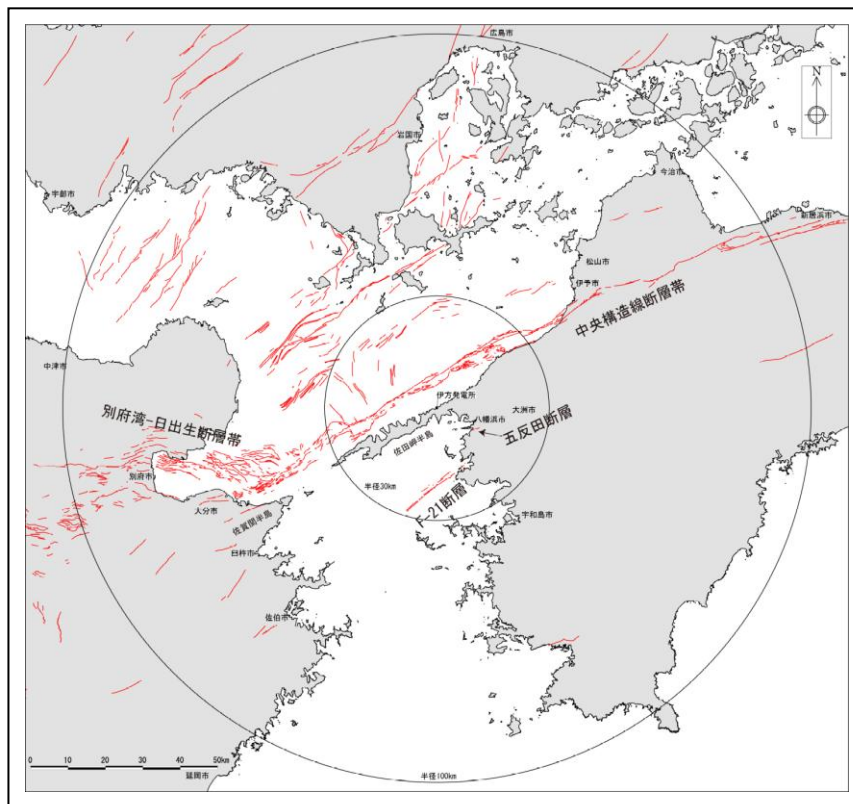 広島市
N
岩国市
宇部市
今治市
新居浜市
松山市
伊予市
中央構造線断層帯
中津市
伊方発電所
大洲市
八幡浜市
別府湾-日出生断層帯
五反田断層
佐田岬半島
別府市
半径30km
F-21断層
大分市
佐賀関半島
宇和島市
臼杵市
佐伯市
0 10 20 30 40 50km
延岡市
半径100km